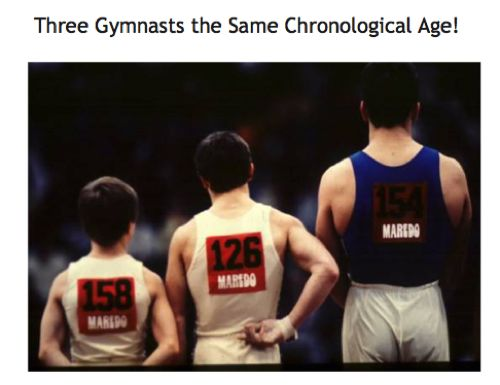 Three Gymnasts the Same Chronological Age!
154
MAREDO
126
MAREDO
158
MAREDO